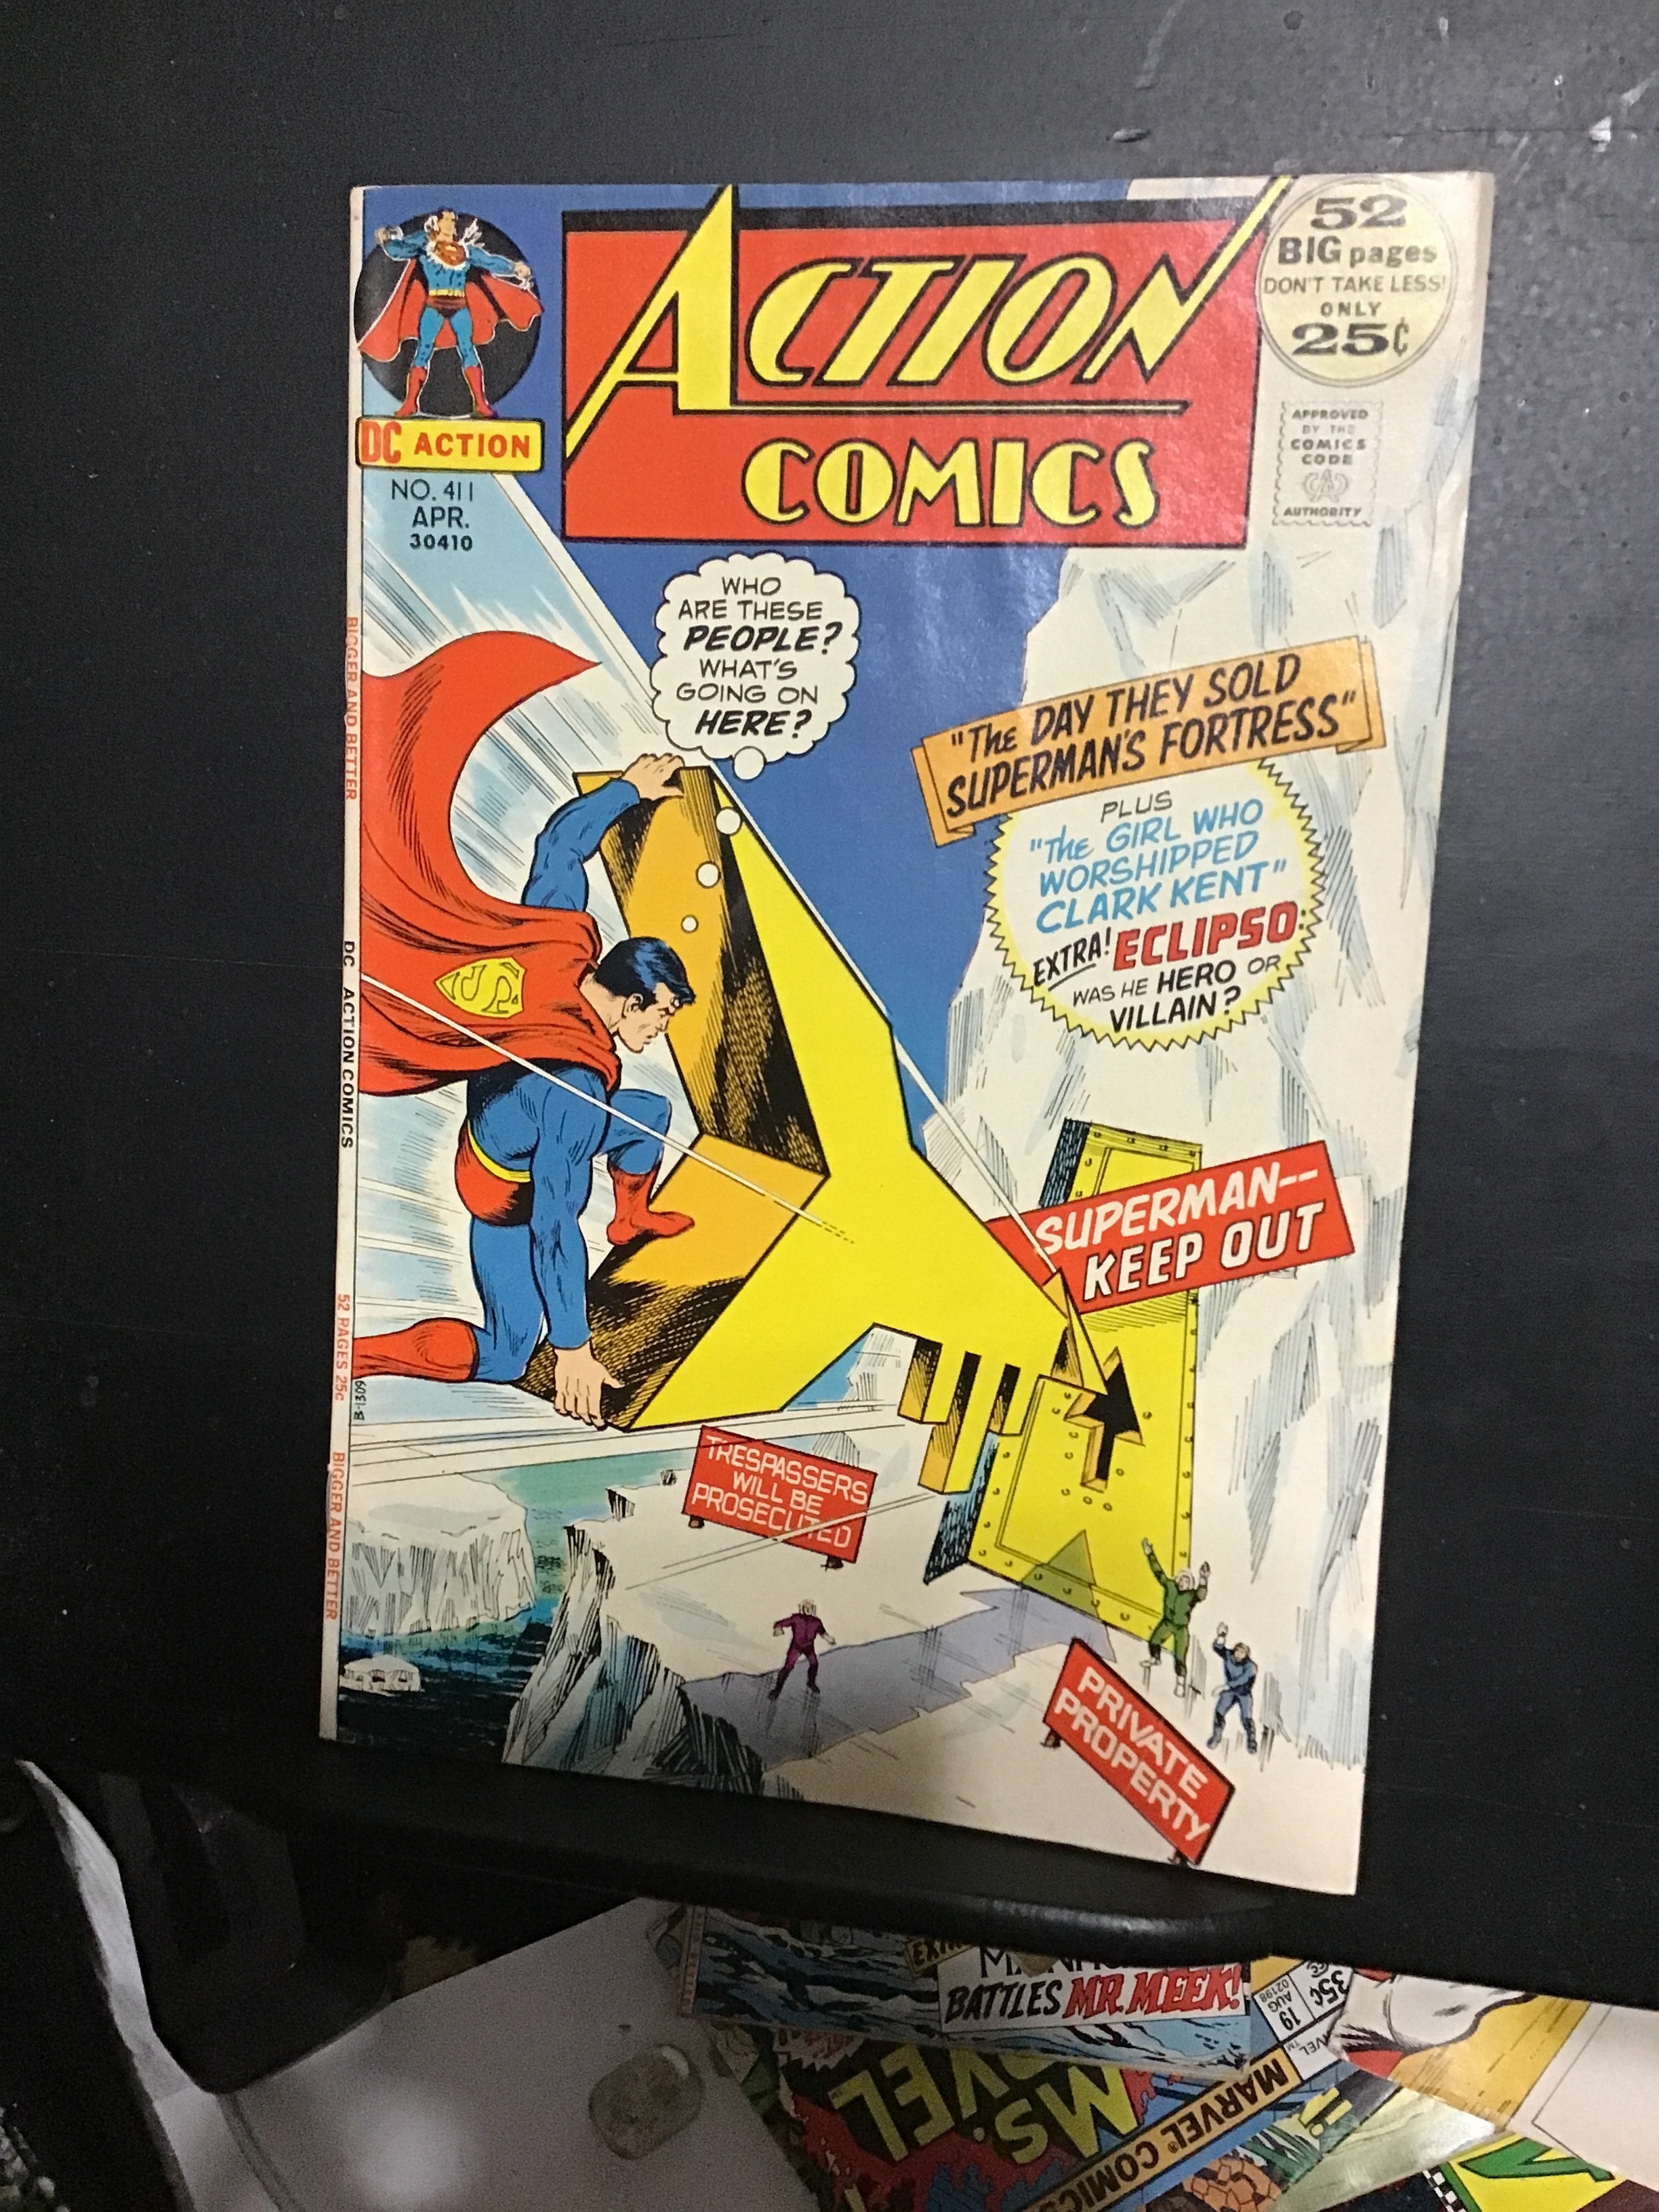 52
BIG pages
DON'T TAKE LESS!
ONLY
25¢
ACTION
COMICS
DC ACTION
NO. 411
APR.
30410
APPROVED
BY THE
COMICS
CODE
AUTHORITY
WHO
ARE THESE
PEOPLE?
WHAT'S
GOING ON
HERE?
"The DAY THEY SOLD
SUPERMAN'S FORTRESS"
PLUS
"The GIRL WHO
WORSHIPPED
CLARK KENT"
EXTRA! ECLIPSO:
WAS HE HERO OR
VILLAIN?
S
SUPERMAN--
KEEP OUT
TRESPASSERS
WILL BE
PROSECUTED
PRIVATE
PROPERTY
B-1309
BIGGER AND BETTER
DC ACTION COMICS
52 PAGES 25c
BIGGER AND BETTER
BATTLES MR. MEEK!
35¢
19
AUG
02198
MS.
MARVEL COMICS